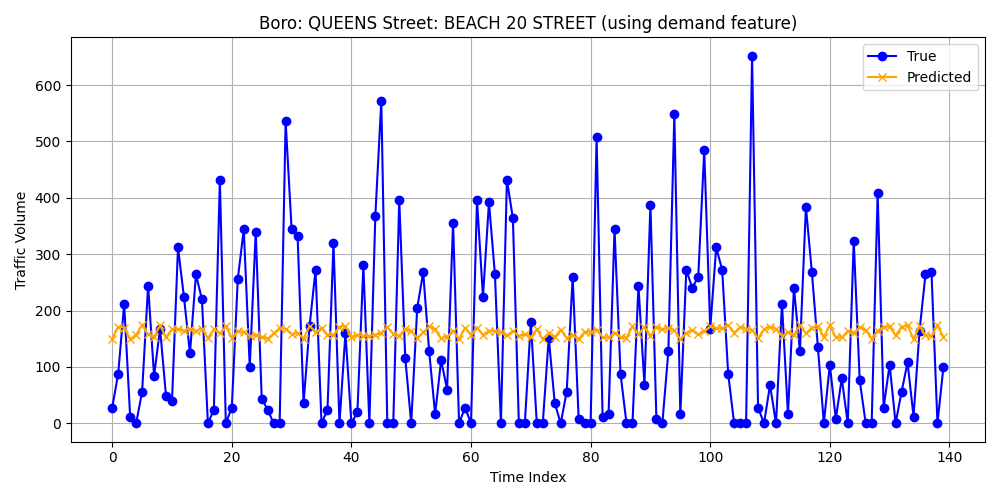 Boro: QUEENS Street: BEACH 20 STREET (using demand feature)
True
Predicted
Traffic Volume
600
500
400
300
200
100
0
0 20 40 60 80 100 120 140
Time Index